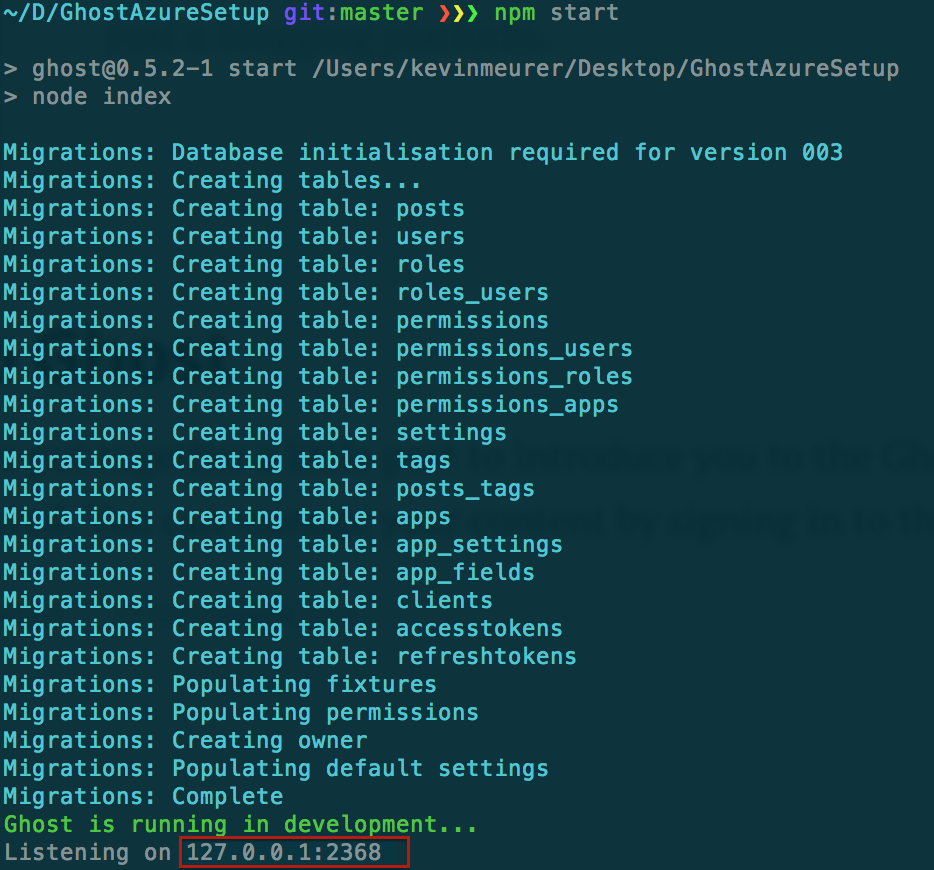 ~/D/GhostAzureSetup git:master ❯❯❯ npm start
> ghost@0.5.2-1 start /Users/kevinmeurer/Desktop/GhostAzureSetup
> node index
Migrations: Database initialisation required for version 003
Migrations: Creating tables...
Migrations: Creating table: posts
Migrations: Creating table: users
Migrations: Creating table: roles
Migrations: Creating table: roles_users
Migrations: Creating table: permissions
Migrations: Creating table: permissions_users
Migrations: Creating table: permissions_roles
Migrations: Creating table: permissions_apps
Migrations: Creating table: settings
Migrations: Creating table: tags
Migrations: Creating table: posts_tags
Migrations: Creating table: apps
Migrations: Creating table: app_settings
Migrations: Creating table: app_fields
Migrations: Creating table: clients
Migrations: Creating table: accesstokens
Migrations: Creating table: refreshtokens
Migrations: Populating fixtures
Migrations: Populating permissions
Migrations: Creating owner
Migrations: Populating default settings
Migrations: Complete
Ghost is running in development...
Listening on 127.0.0.1:2368